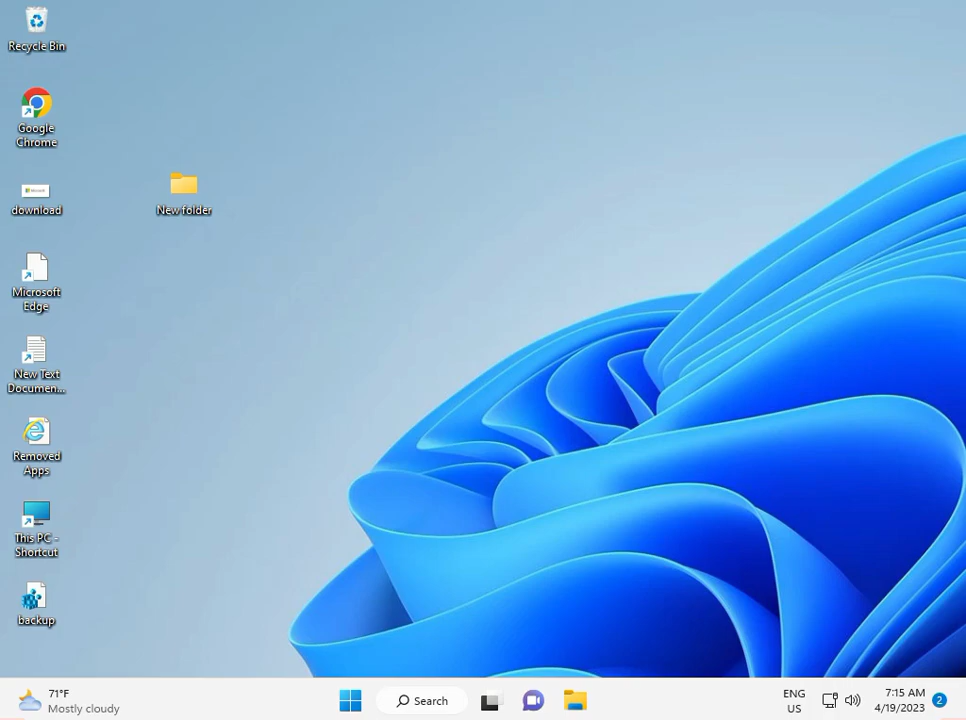 Recycle Bin
Google
Chrome
download
New folder
Microsoft
Edge
New Text
Documen...
Removed
Apps
This PC -
Shortcut
backup
71°F
Mostly cloudy
Search
ENG
US
7:15 AM
4/19/2023
2